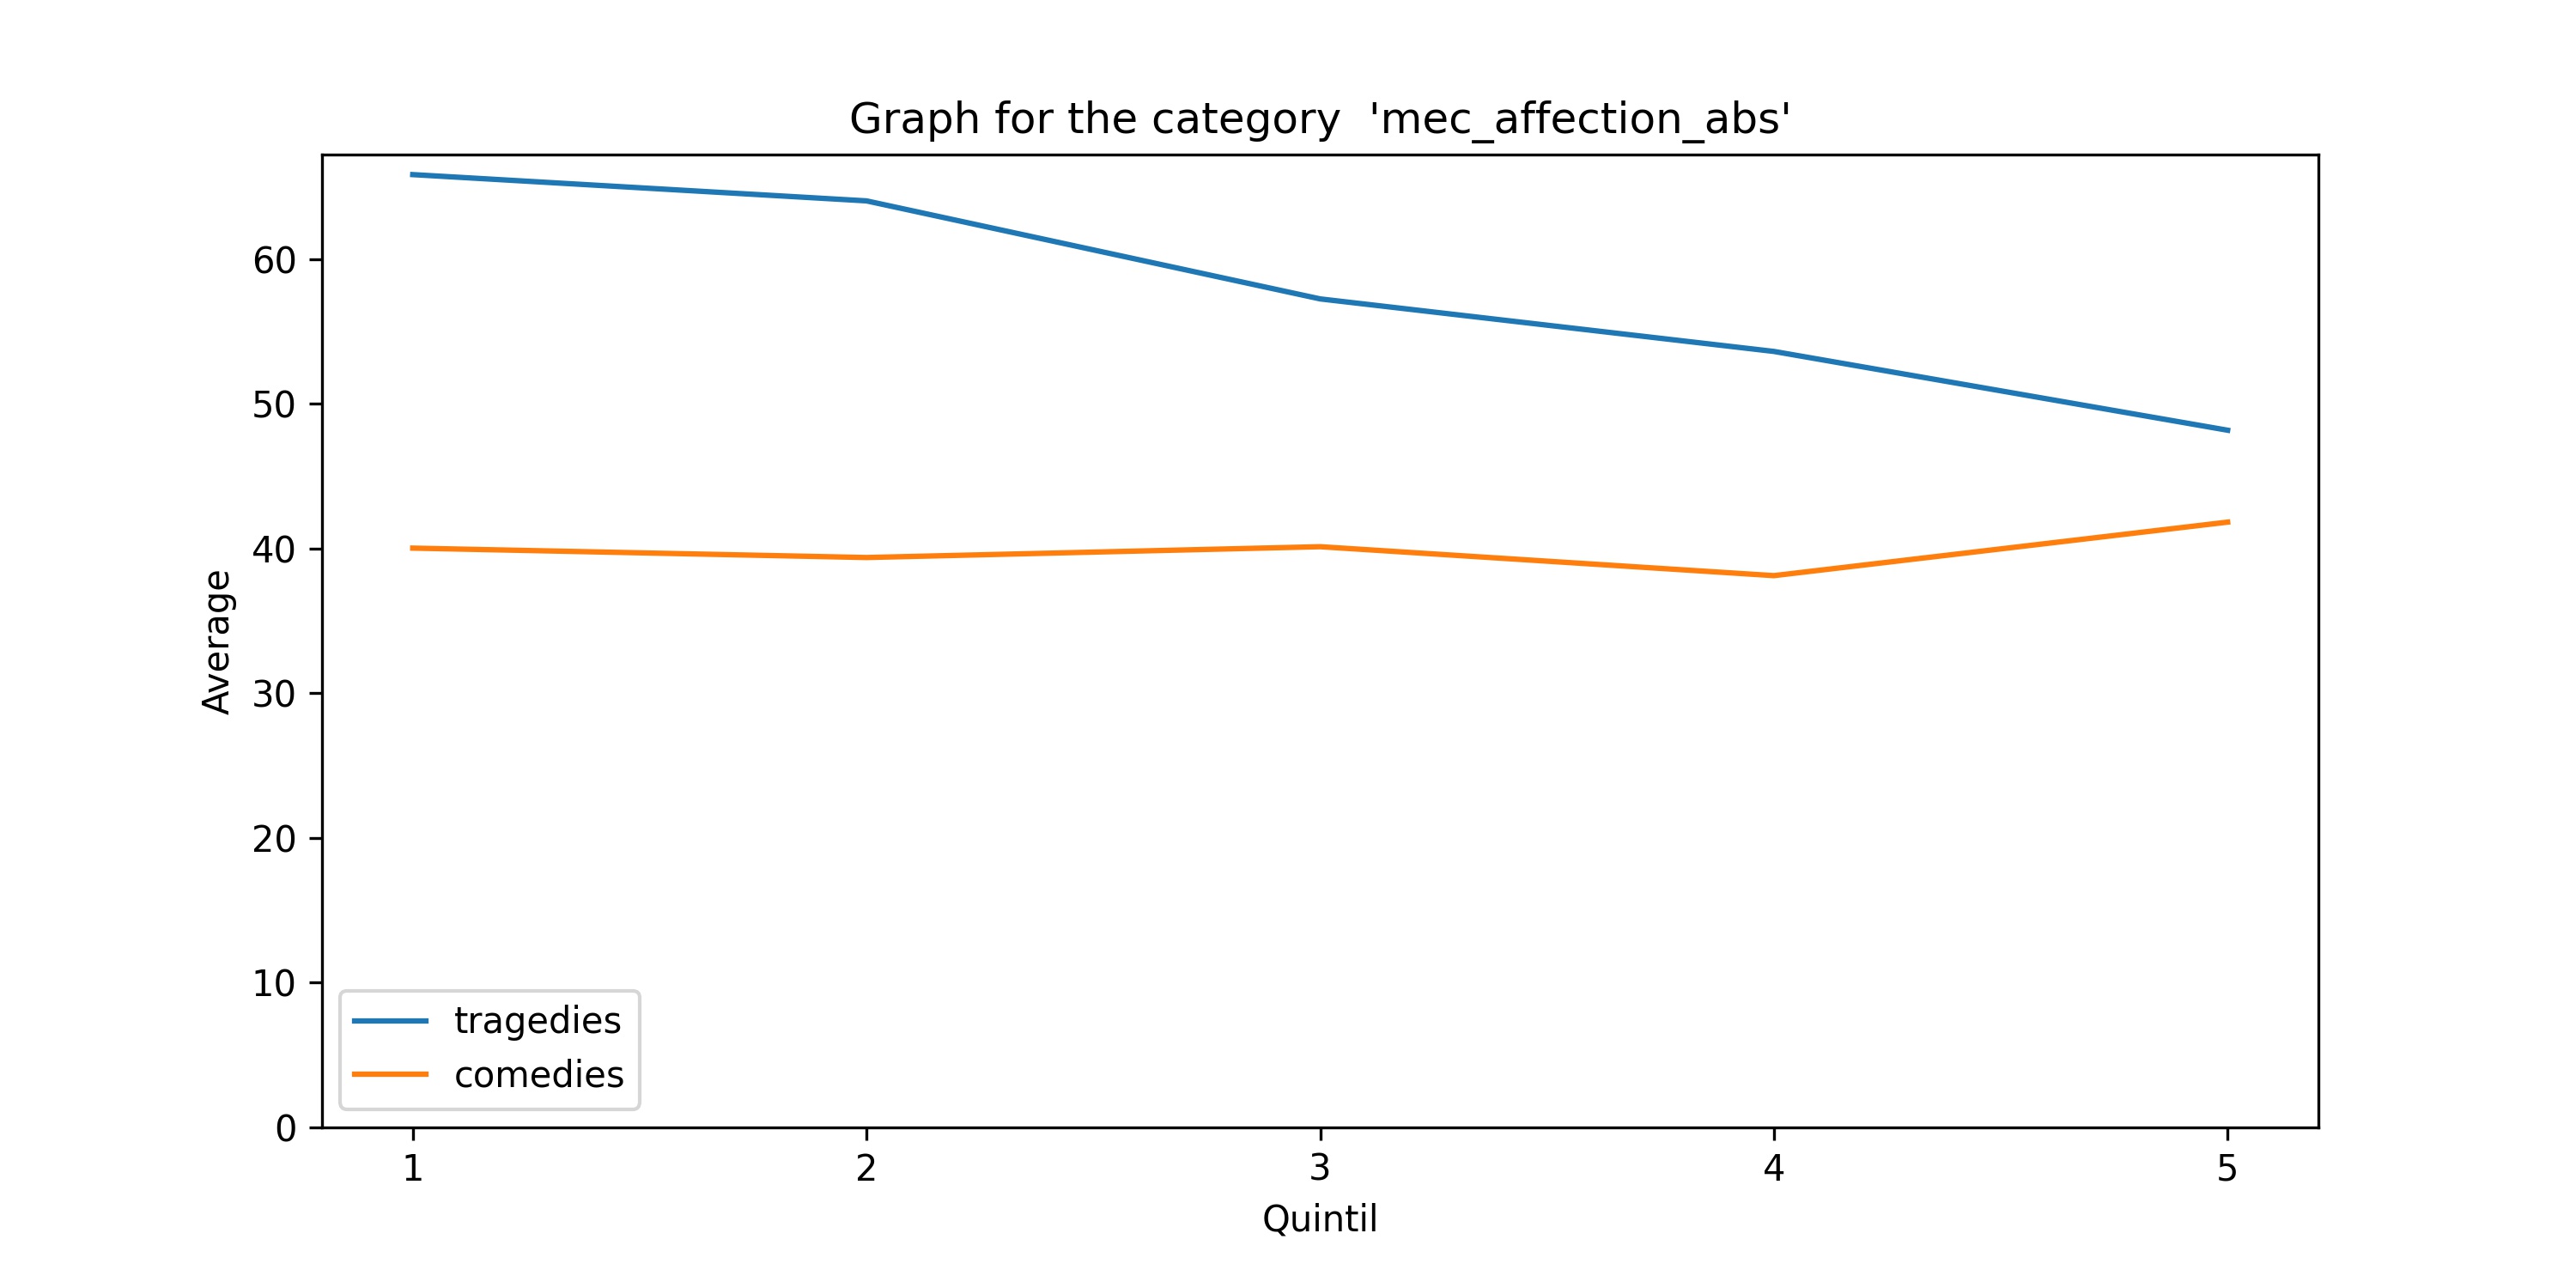 Graph for the category  'mec_affection_abs'
Average
60
50
40
30
20
10
0
tragedies
comedies
1 2 3 4 5
Quintil